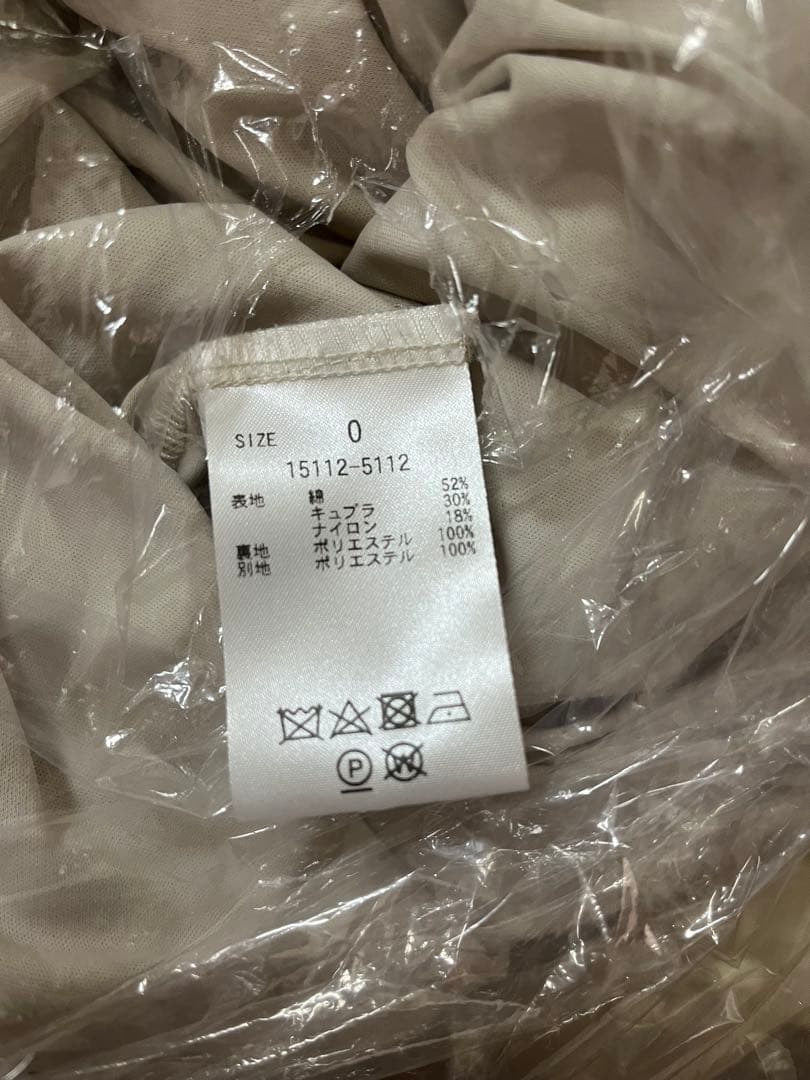 SIZE 0
15112-5112
表地 綿 52%
キュプラ 30%
ナイロン 18%
裏地 ポリエステル 100%
別地 ポリエステル 100%
P
W